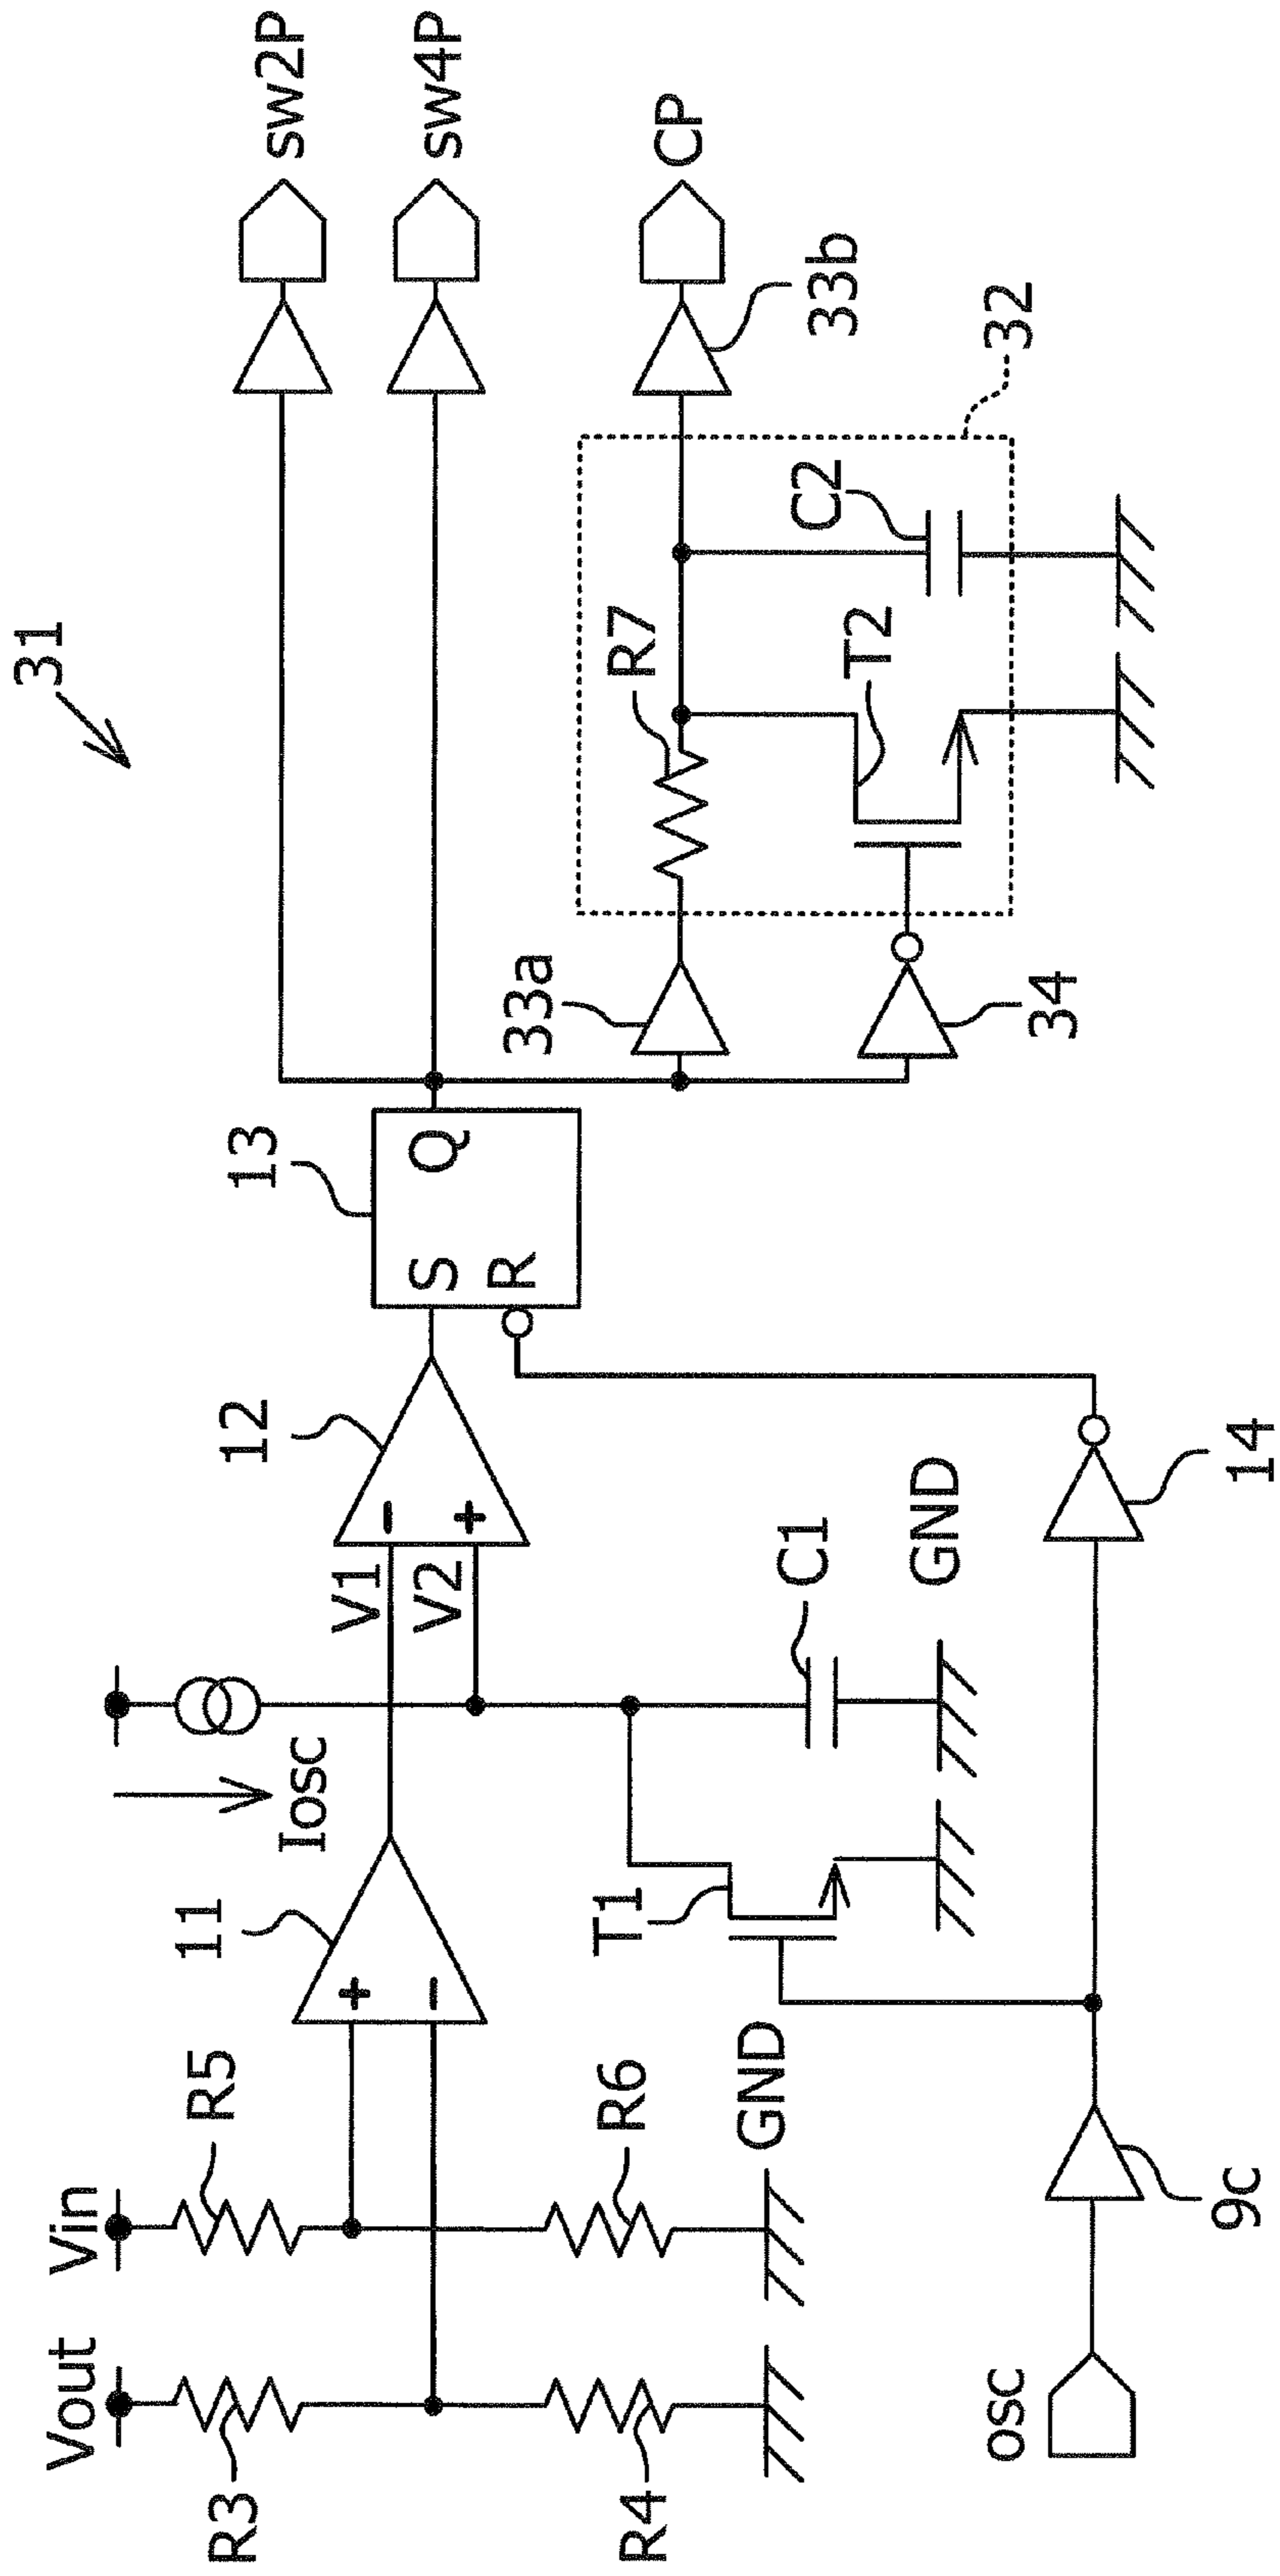 31
Vout
Vin
R3
R5
R4
R6
GND
11
+
−
Iosc
V1
V2
12
−
+
T1
C1
GND
osc
9c
14
13
S
R
Q
33a
34
R7
T2
C2
32
33b
sw2P
sw4P
CP